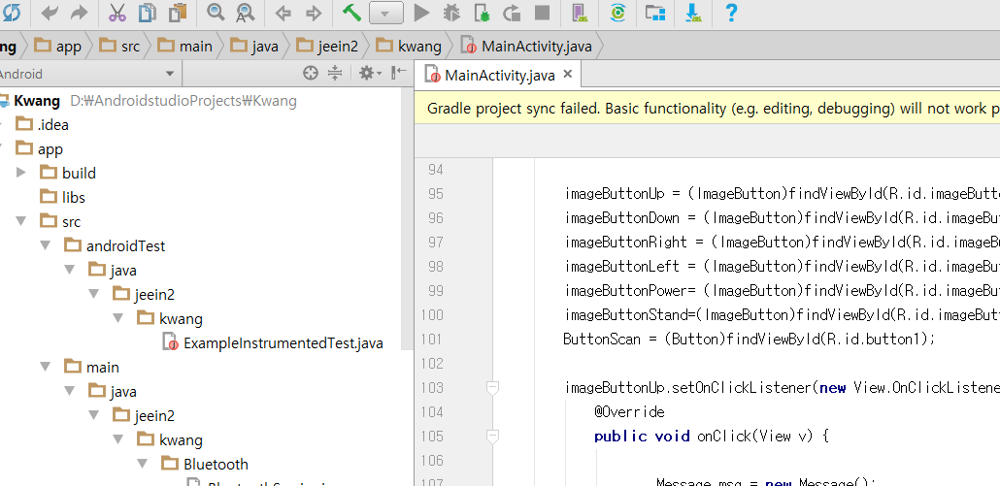 ng app src main java jeein2 kwang MainActivity.java
Android
MainActivity.java
Kwang D:₩AndroidstudioProjects₩Kwang
.idea
app
build
libs
src
androidTest
java
jeein2
kwang
ExampleInstrumentedTest.java
main
java
jeein2
kwang
Bluetooth
Gradle project sync failed. Basic functionality (e.g. editing, debugging) will not work p
94
95 imageButtonUp = (ImageButton)findViewById(R.id.imageButt
96 imageButtonDown = (ImageButton)findViewById(R.id.imageBu
97 imageButtonRight = (ImageButton)findViewById(R.id.imageB
98 imageButtonLeft = (ImageButton)findViewById(R.id.imageBu
99 imageButtonPower= (ImageButton)findViewById(R.id.imageBu
100 imageButtonStand=(ImageButton)findViewById(R.id.imageBut
101 ButtonScan = (Button)findViewById(R.id.button1);
102
103 imageButtonUp.setOnClickListener(new View.OnClickListene
104 @Override
105 public void onClick(View v) {
106
107 Message msg = new Message();